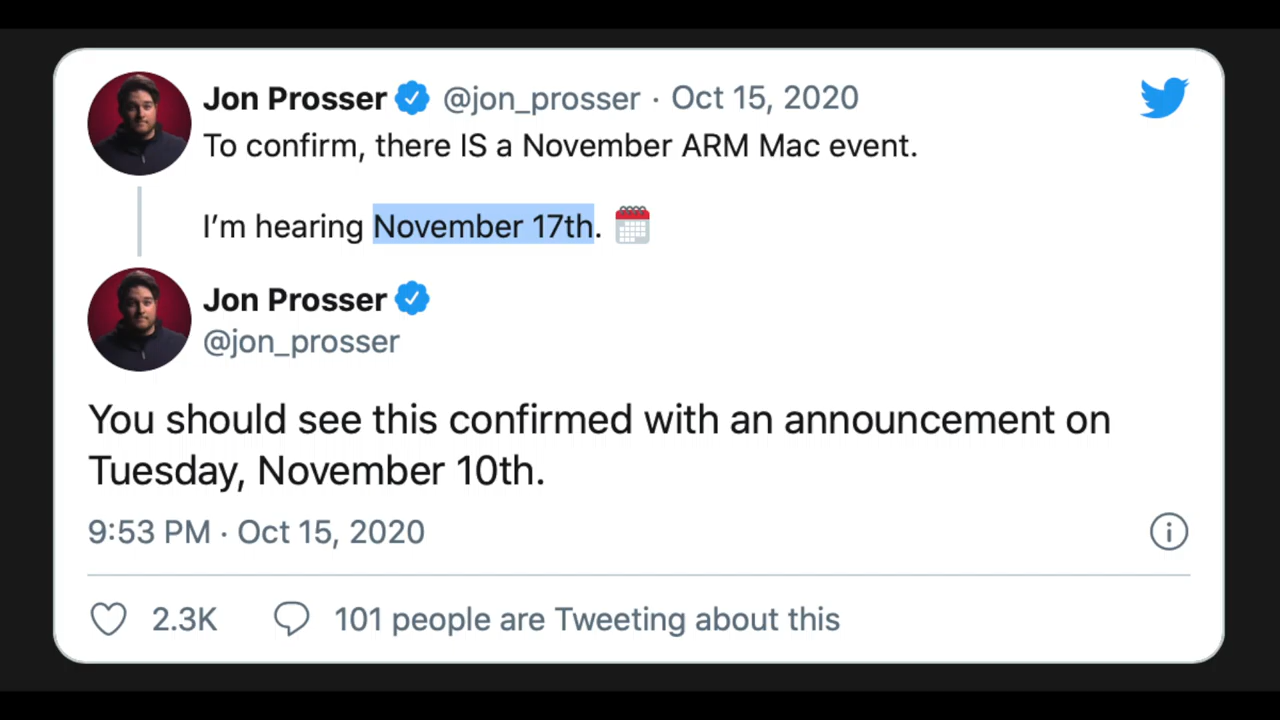 Jon Prosser @jon_prosser · Oct 15, 2020
To confirm, there IS a November ARM Mac event.
I’m hearing November 17th.
Jon Prosser
@jon_prosser
You should see this confirmed with an announcement on
Tuesday, November 10th.
9:53 PM · Oct 15, 2020
2.3K 101 people are Tweeting about this